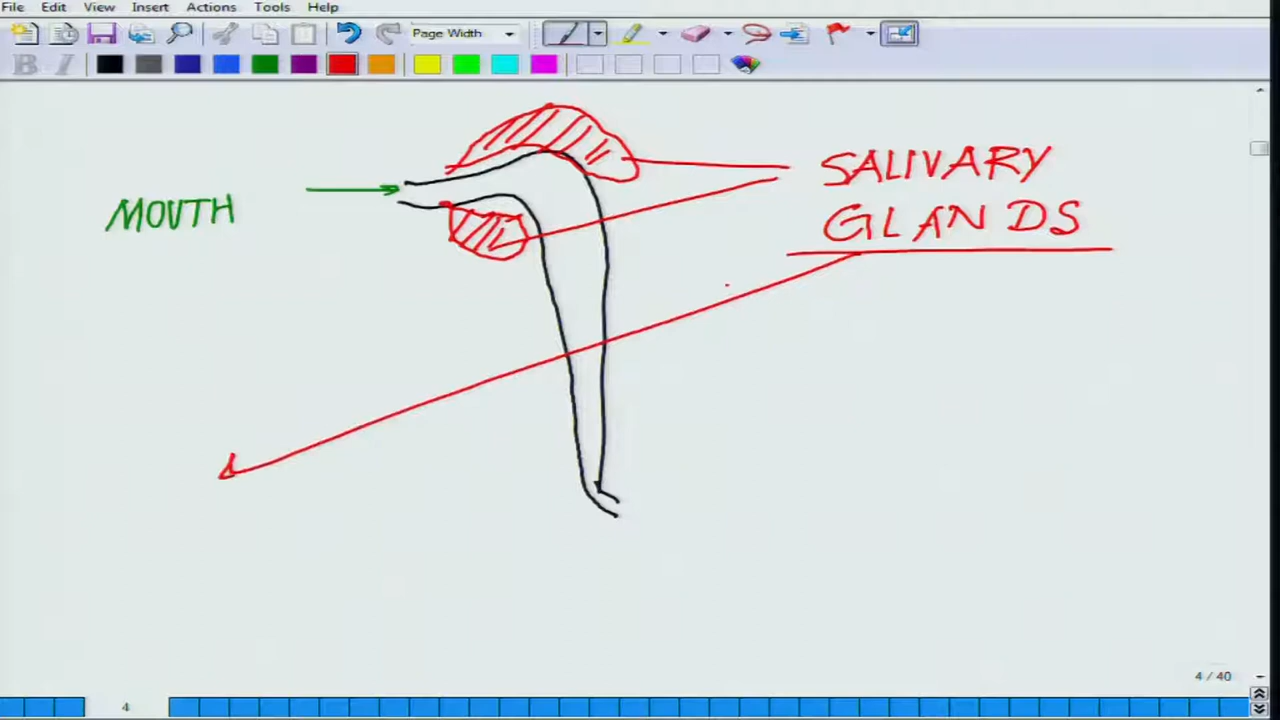 File Edit View Insert Actions Tools Help
Page Width
B I
MOUTH
SALIVARY
GLANDS
4 / 40
4